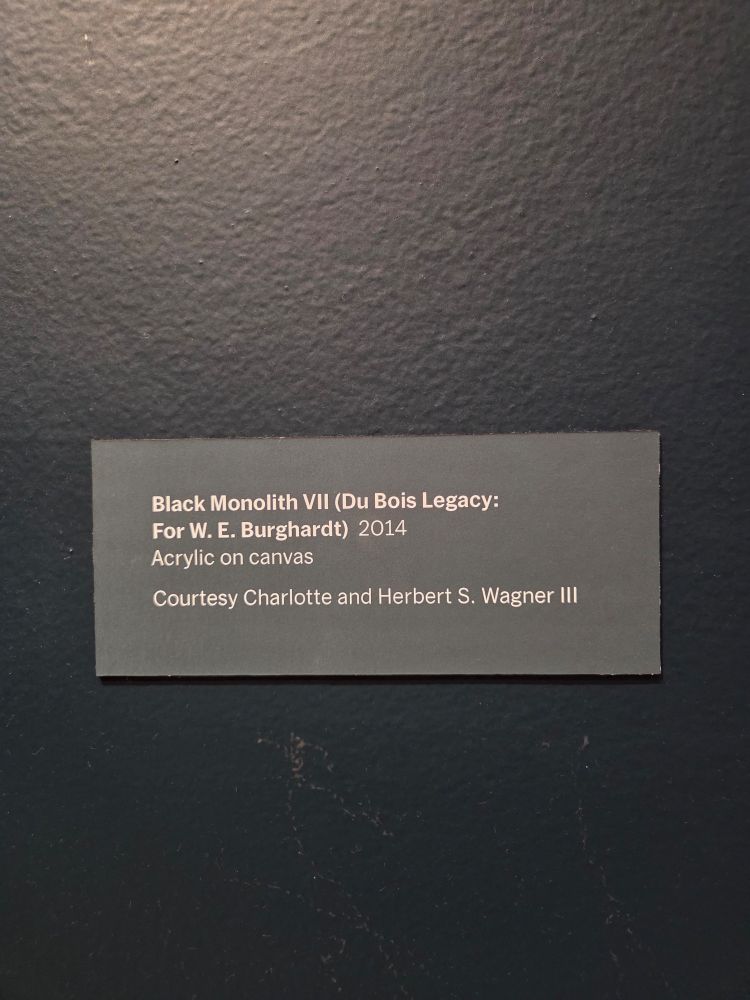 Black Monolith VII (Du Bois Legacy:
For W. E. Burghardt) 2014
Acrylic on canvas
Courtesy Charlotte and Herbert S. Wagner III